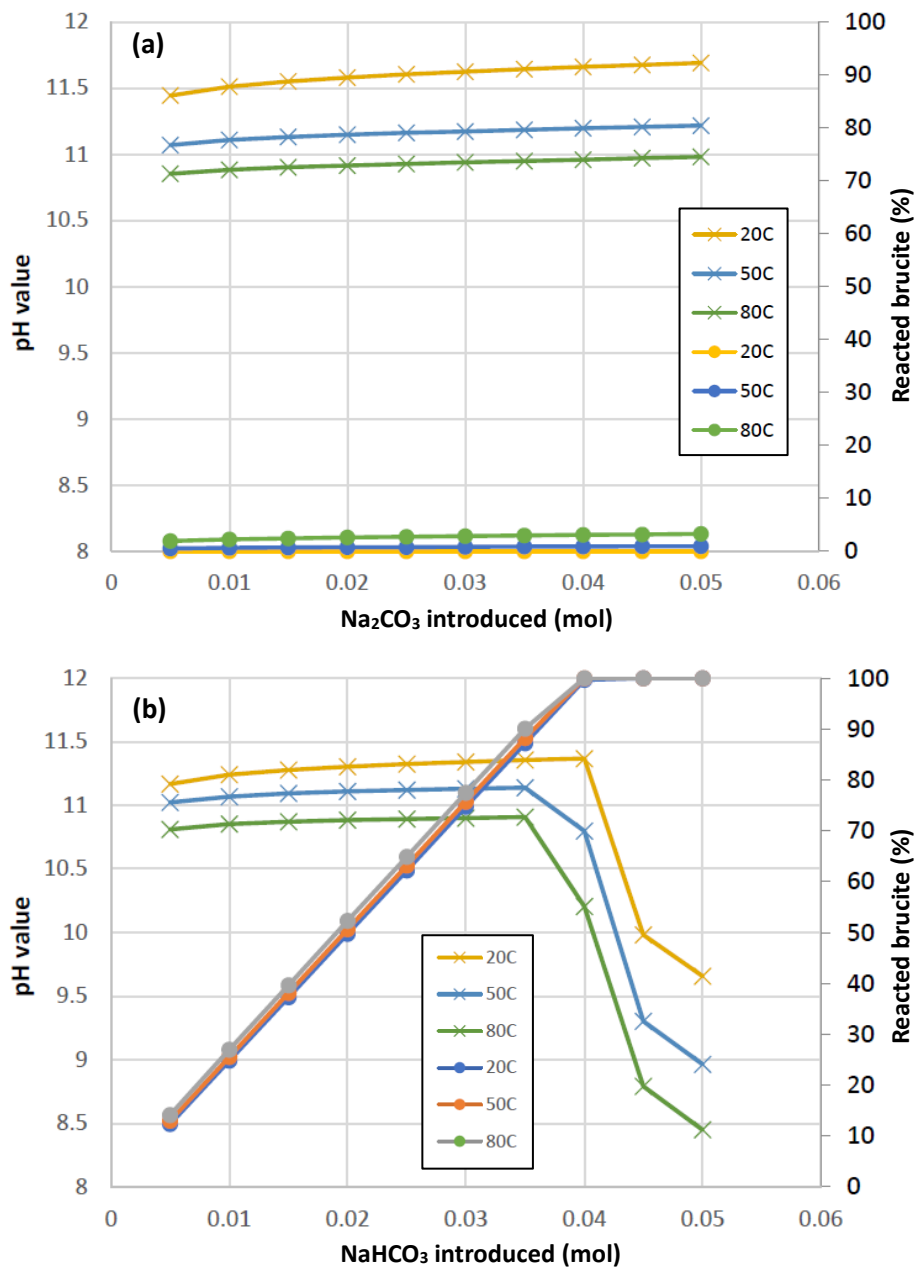 (a)
12
11.5
11
10.5
10
9.5
9
8.5
8
pH value
100
90
80
70
60
50
40
30
20
10
0
Reacted brucite (%)
20C
50C
80C
20C
50C
80C
0 0.01 0.02 0.03 0.04 0.05 0.06
Na₂CO₃ introduced (mol)
(b)
12
11.5
11
10.5
10
9.5
9
8.5
8
pH value
100
90
80
70
60
50
40
30
20
10
0
Reacted brucite (%)
20C
50C
80C
20C
50C
80C
0 0.01 0.02 0.03 0.04 0.05 0.06
NaHCO₃ introduced (mol)